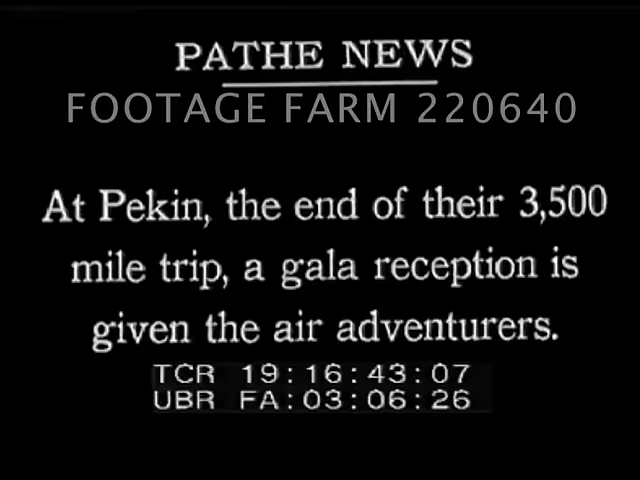 PATHE NEWS
FOOTAGE FARM 220640
At Pekin, the end of their 3,500
mile trip, a gala reception is
given the air adventurers.
TCR 19:16:43:07
UBR FA:03:06:26